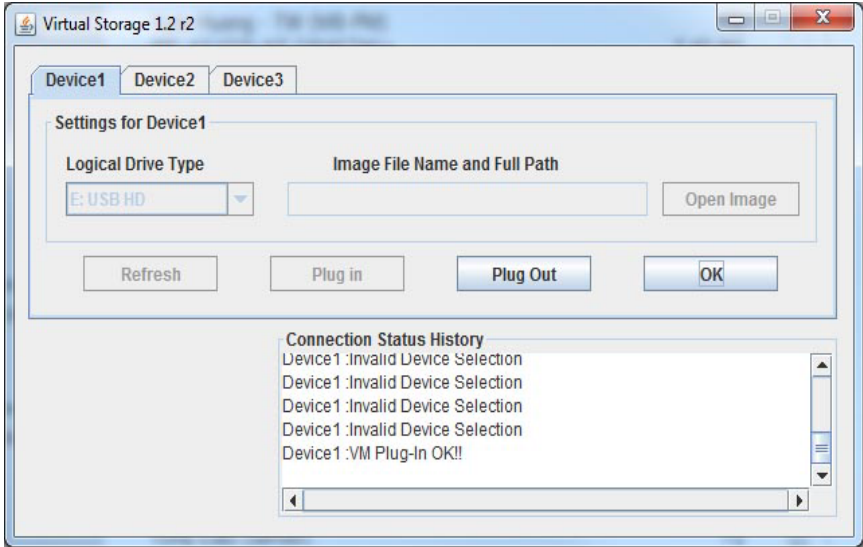 Virtual Storage 1.2 r2
Device1 Device2 Device3
Settings for Device1
Logical Drive Type Image File Name and Full Path
E: USB HD Open Image
Refresh Plug in Plug Out OK
Connection Status History
Device1 :Invalid Device Selection
Device1 :Invalid Device Selection
Device1 :Invalid Device Selection
Device1 :Invalid Device Selection
Device1 :VM Plug-In OK!!